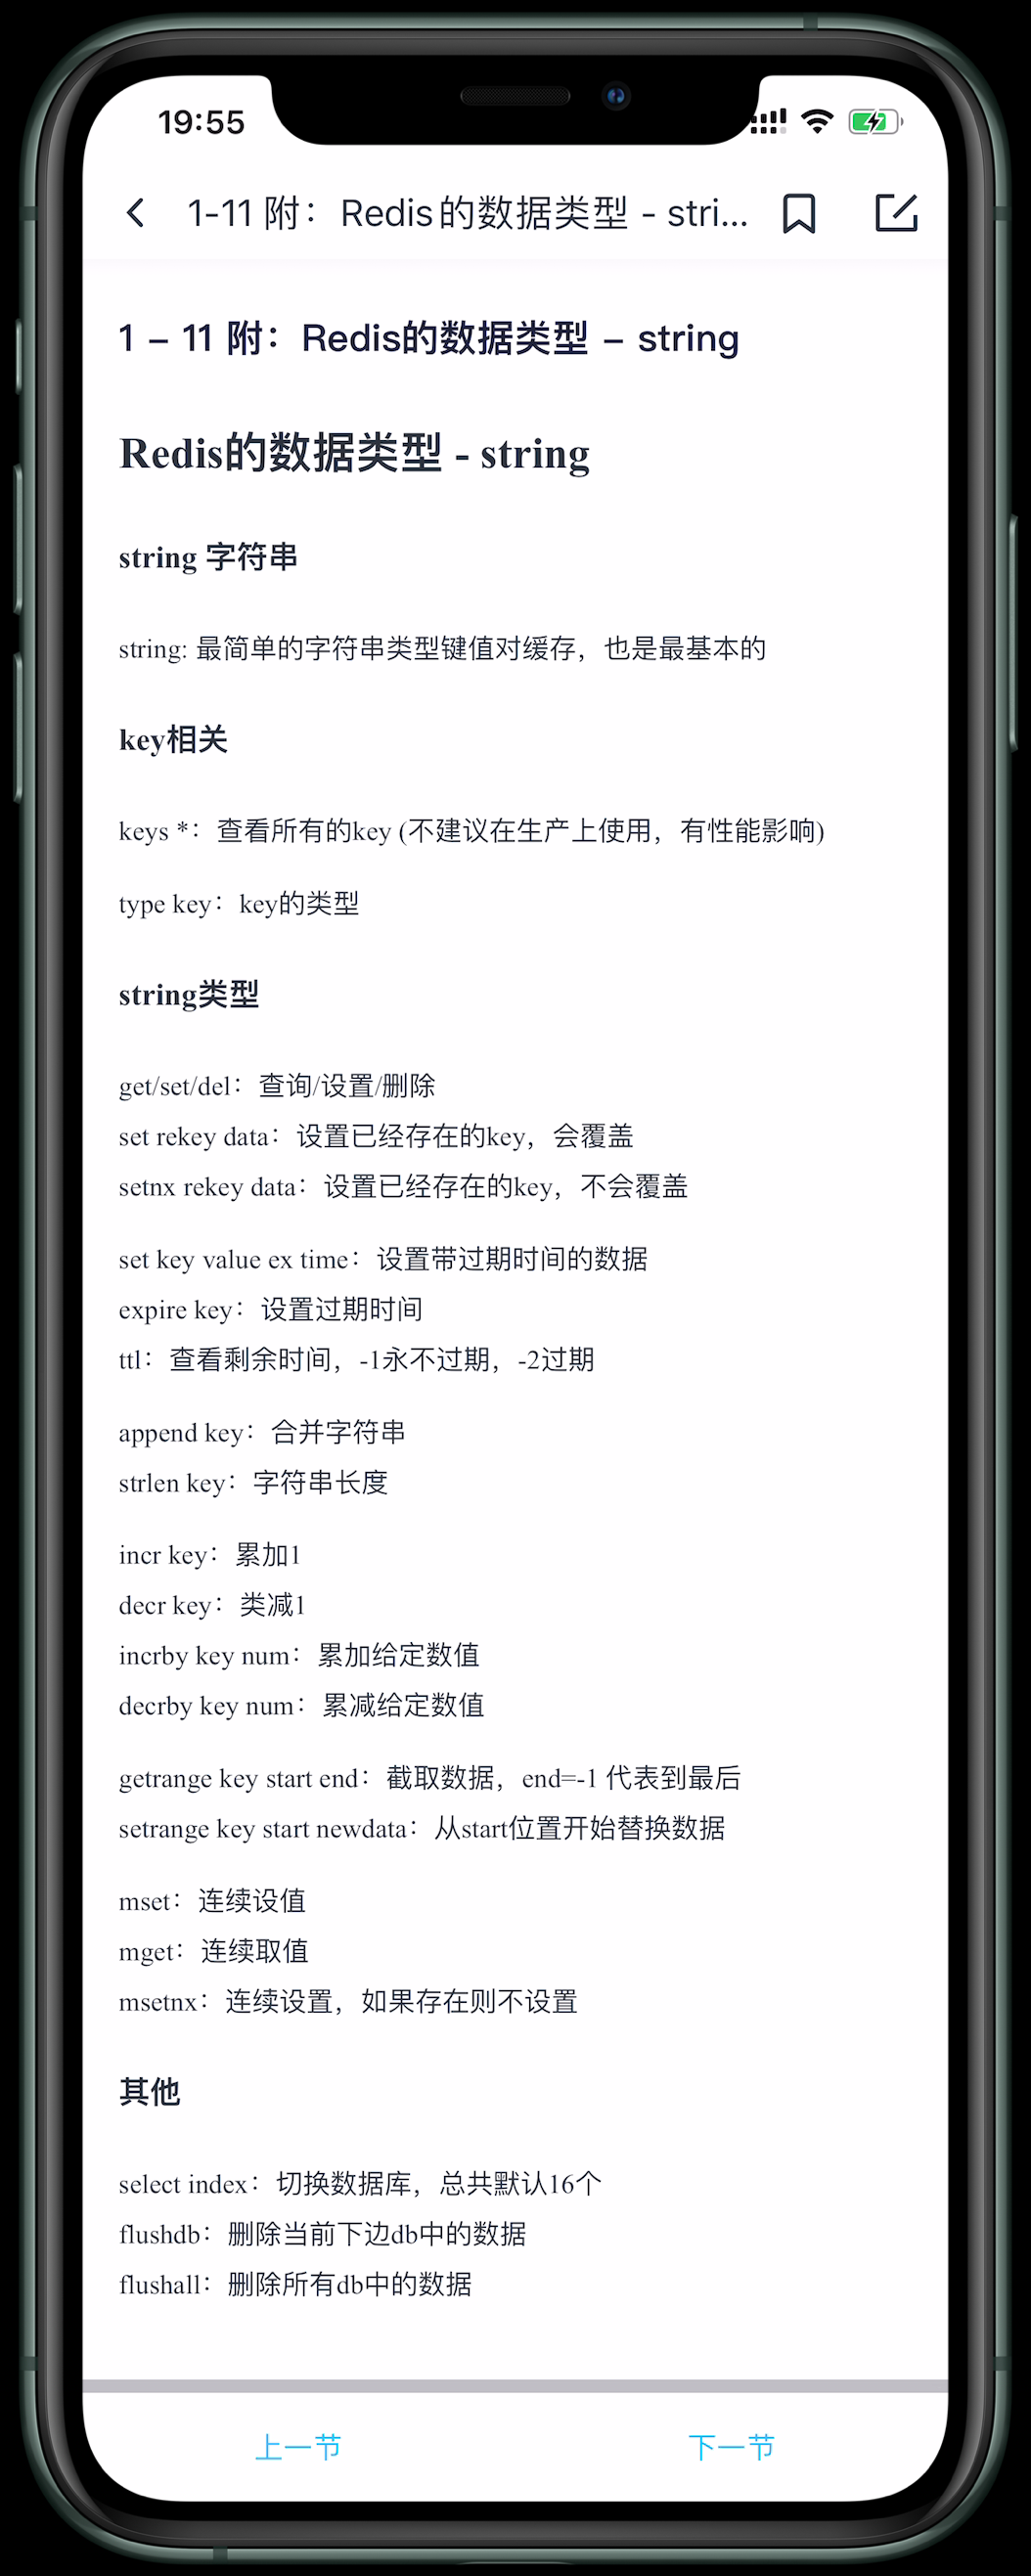 19:55
1-11 附：Redis的数据类型 - stri...
1 – 11 附：Redis的数据类型 – string
Redis的数据类型 - string
string 字符串
string: 最简单的字符串类型键值对缓存，也是最基本的
key相关
keys *：查看所有的key (不建议在生产上使用，有性能影响)
type key：key的类型
string类型
get/set/del：查询/设置/删除
set rekey data：设置已经存在的key，会覆盖
setnx rekey data：设置已经存在的key，不会覆盖
set key value ex time：设置带过期时间的数据
expire key：设置过期时间
ttl：查看剩余时间，-1永不过期，-2过期
append key：合并字符串
strlen key：字符串长度
incr key：累加1
decr key：类减1
incrby key num：累加给定数值
decrby key num：累减给定数值
getrange key start end：截取数据，end=-1 代表到最后
setrange key start newdata：从start位置开始替换数据
mset：连续设值
mget：连续取值
msetnx：连续设置，如果存在则不设置
其他
select index：切换数据库，总共默认16个
flushdb：删除当前下边db中的数据
flushall：删除所有db中的数据
上一节 下一节